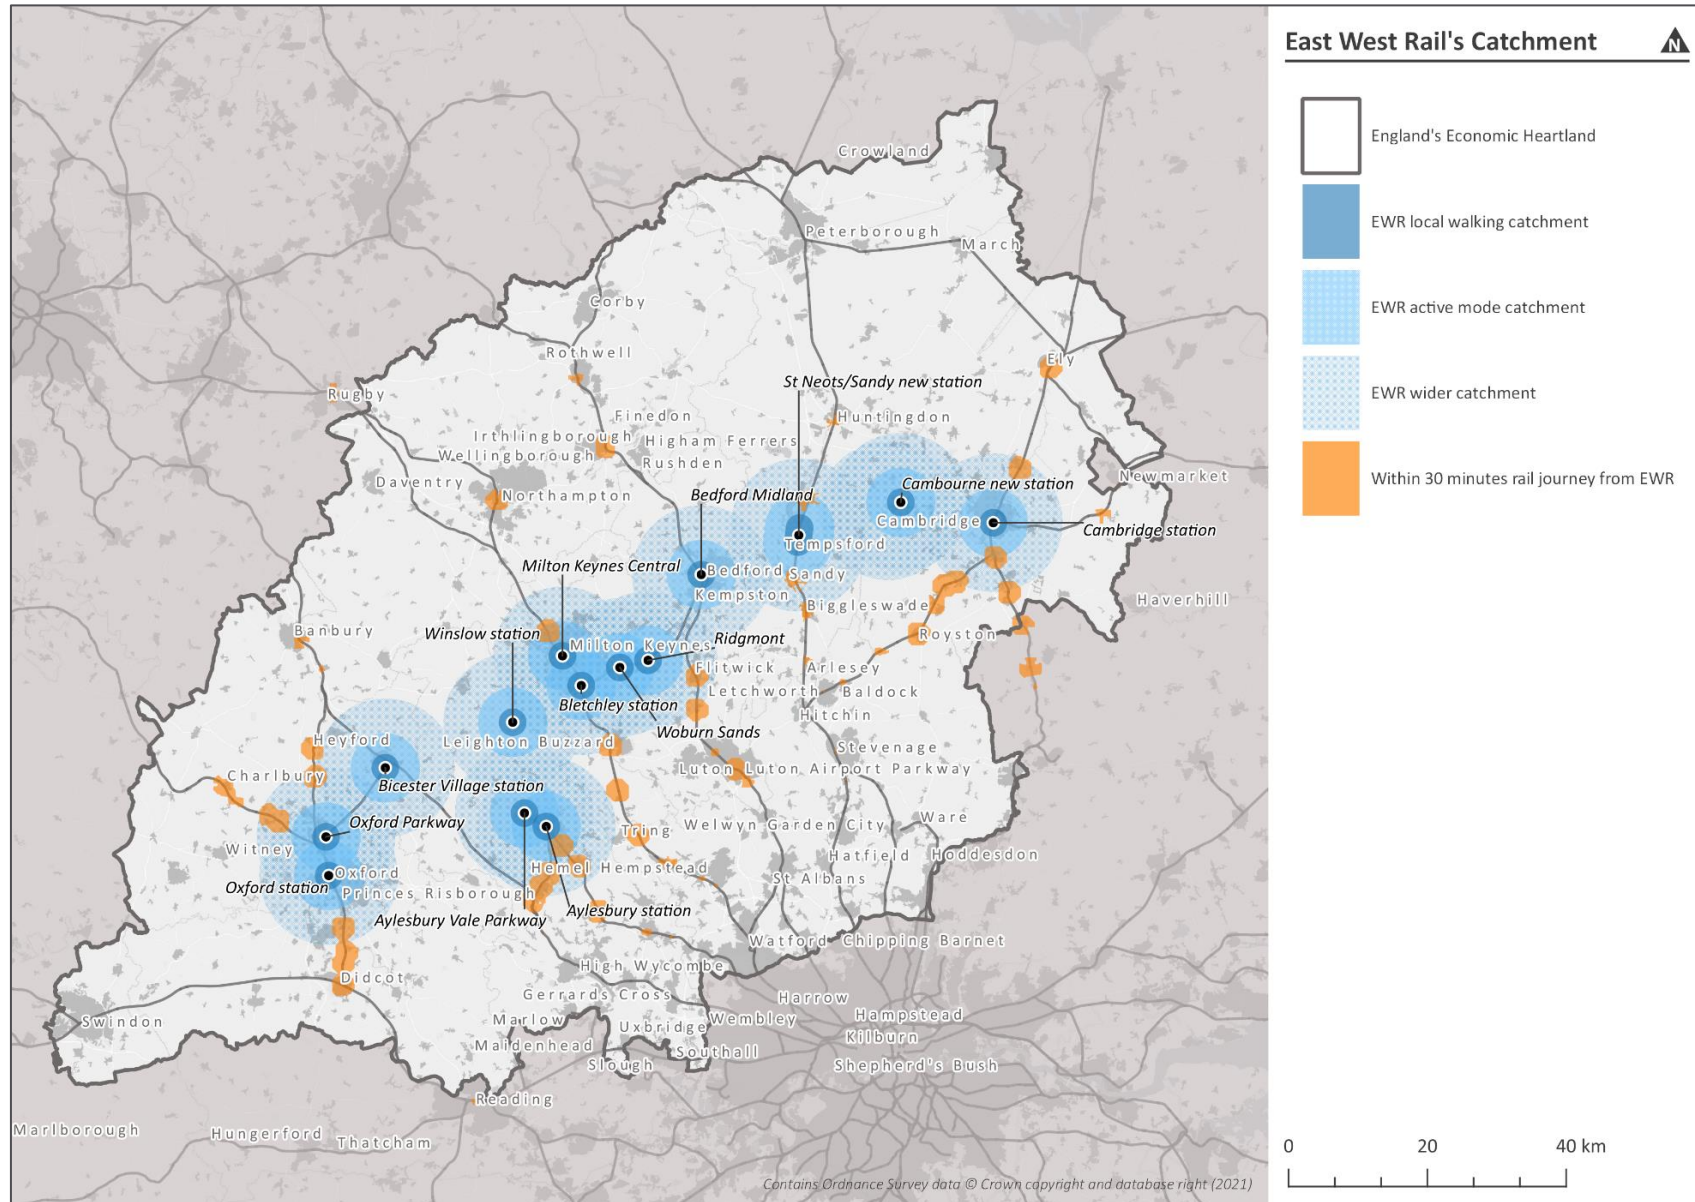 East West Rail's Catchment
N
England's Economic Heartland
EWR local walking catchment
EWR active mode catchment
EWR wider catchment
Within 30 minutes rail journey from EWR
0 20 40 km
Crowland
Peterborough
March
Corby
Rothwell
Ely
St Neots/Sandy new station
Rugby
Finedon
Huntingdon
Irthlingborough
Higham Ferrers
Wellingborough
Rushden
Newmarket
Daventry
Northampton
Bedford Midland
Cambourne new station
Cambridge
Cambridge station
Tempsford
Milton Keynes Central
Bedford
Sandy
Kempston
Biggleswade
Haverhill
Banbury
Winslow station
Milton Keynes
Ridgmont
Royston
Flitwick
Arlesey
Letchworth
Baldock
Bletchley station
Hitchin
Woburn Sands
Heyford
Leighton Buzzard
Stevenage
Charlbury
Luton
Luton Airport Parkway
Bicester Village station
Oxford Parkway
Tring
Welwyn Garden City
Ware
Witney
Hatfield
Hoddesdon
Oxford
Hemel Hempstead
St Albans
Oxford station
Princes Risborough
Aylesbury Vale Parkway
Aylesbury station
Watford
Chipping Barnet
High Wycombe
Didcot
Gerrards Cross
Harrow
Swindon
Marlow
Uxbridge
Wembley
Hampstead
Kilburn
Maidenhead
Southall
Slough
Shepherd's Bush
Reading
Marlborough
Hungerford
Thatcham
Contains Ordnance Survey data © Crown copyright and database right (2021)